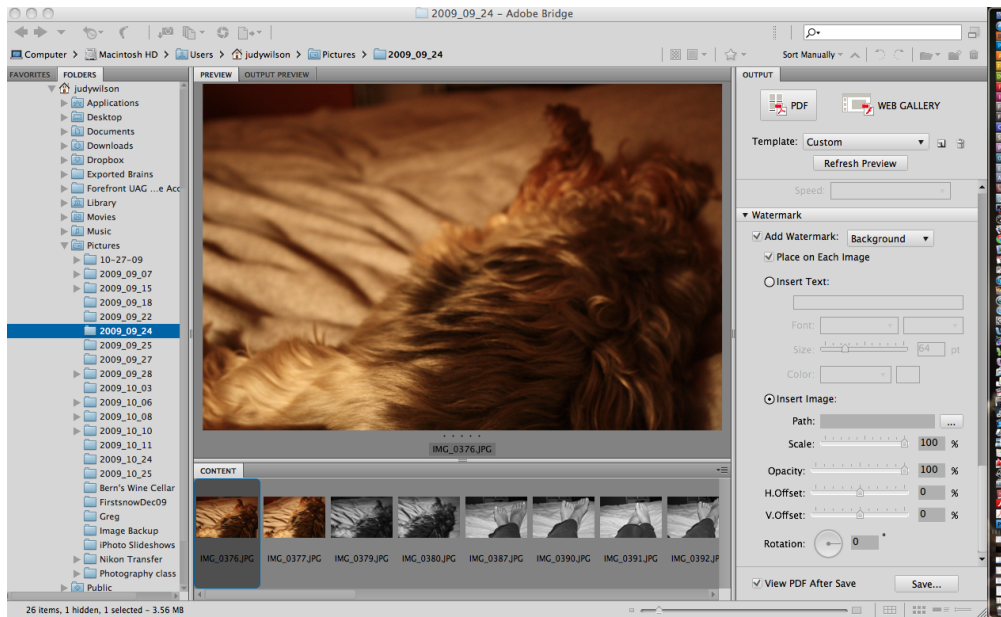 2009_09_24 – Adobe Bridge
Computer > Macintosh HD > Users > judywilson > Pictures > 2009_09_24
Sort Manually
FAVORITES FOLDERS
judywilson
Applications
Desktop
Documents
Downloads
Dropbox
Exported Brains
Forefront UAG ...e Acc
Library
Movies
Music
Pictures
10-27-09
2009_09_07
2009_09_15
2009_09_18
2009_09_22
2009_09_24
2009_09_25
2009_09_27
2009_09_28
2009_10_03
2009_10_06
2009_10_08
2009_10_10
2009_10_11
2009_10_24
2009_10_25
Bern's Wine Cellar
FirstsnowDec09
Greg
Image Backup
iPhoto Slideshows
Nikon Transfer
Photography class
Public
PREVIEW OUTPUT PREVIEW
IMG_0376.JPG
CONTENT
IMG_0376.JPG IMG_0377.JPG IMG_0379.JPG IMG_0380.JPG IMG_0387.JPG IMG_0390.JPG IMG_0391.JPG IMG_0392.JP
OUTPUT
PDF WEB GALLERY
Template: Custom
Refresh Preview
Speed:
Watermark
Add Watermark: Background
Place on Each Image
Insert Text:
Font:
Size: 64 pt
Color:
Insert Image:
Path: ...
Scale: 100 %
Opacity: 100 %
H.Offset: 0 %
V.Offset: 0 %
Rotation: 0 °
View PDF After Save Save...
26 items, 1 hidden, 1 selected – 3.56 MB